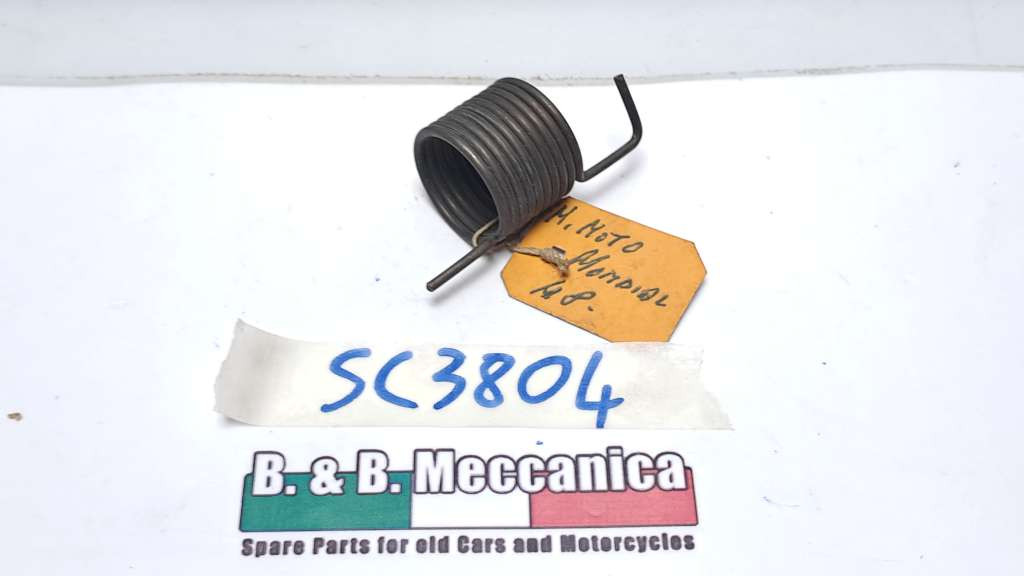 M. MOTO
MONDIAL
48.
SC3804
B. & B. Meccanica
Spare Parts for old Cars and Motorcycles